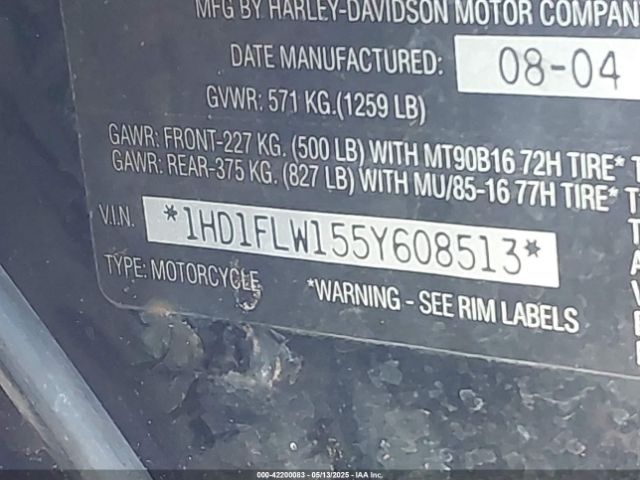 MFG BY HARLEY-DAVIDSON MOTOR COMPAN
DATE MANUFACTURED: 08-04
GVWR: 571 KG.(1259 LB)
GAWR: FRONT-227 KG. (500 LB) WITH MT90B16 72H TIRE*
GAWR: REAR-375 KG. (827 LB) WITH MU/85-16 77H TIRE*
V.I.N. *1HD1FLW155Y608513*
TYPE: MOTORCYCLE
*WARNING - SEE RIM LABELS
000-42200083 - 05/13/2025 - IAA Inc.